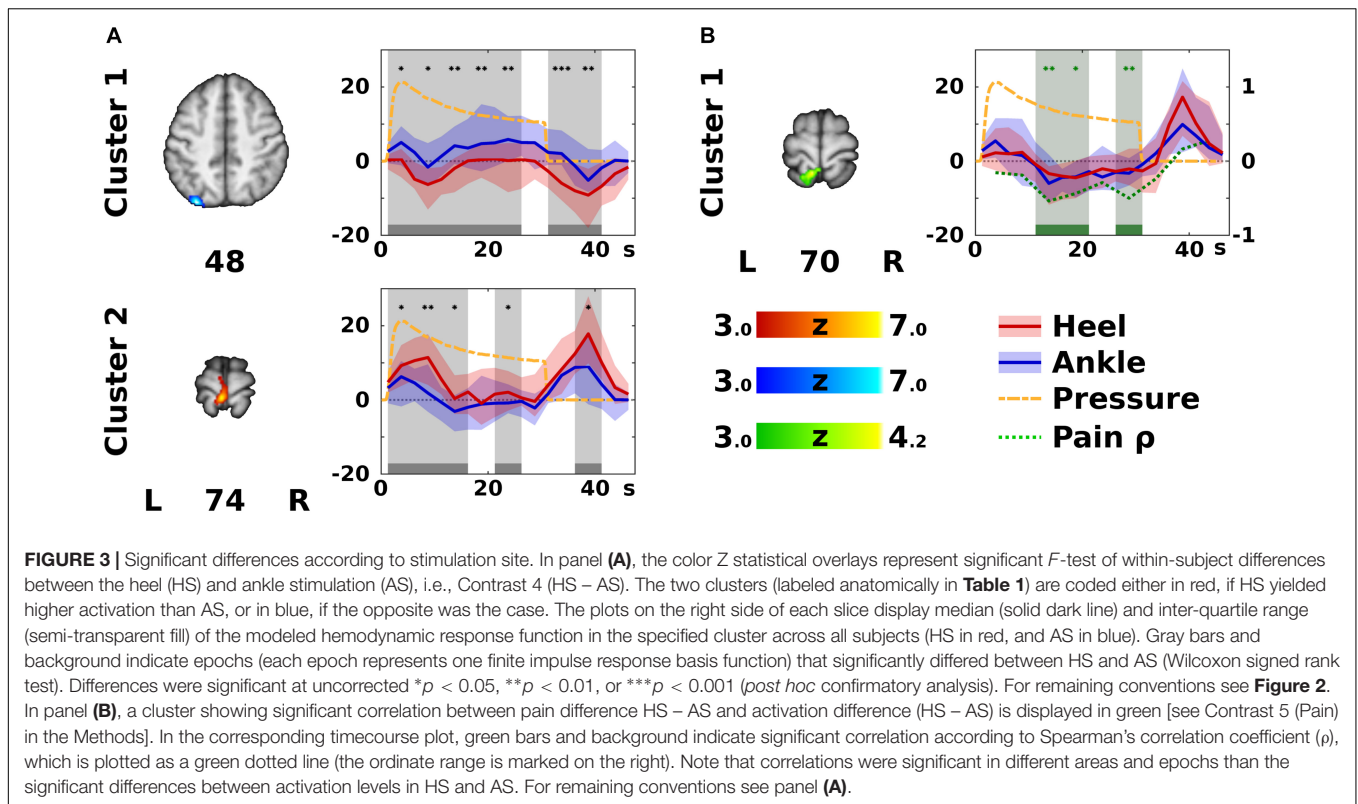 A
B
Cluster 1
20
0
-20
0
20
40
s
* * ** ** ** *** **
48
Cluster 1
20
0
-20
1
0
-1
0
20
40
s
** * **
L 70 R
Cluster 2
20
0
-20
0
20
40
s
* ** * * *
L 74 R
3.0 z 7.0
3.0 z 7.0
3.0 z 4.2
Heel
Ankle
Pressure
Pain ρ
FIGURE 3 | Significant differences according to stimulation site. In panel (A), the color Z statistical overlays represent significant F-test of within-subject differences
between the heel (HS) and ankle stimulation (AS), i.e., Contrast 4 (HS – AS). The two clusters (labeled anatomically in Table 1) are coded either in red, if HS yielded
higher activation than AS, or in blue, if the opposite was the case. The plots on the right side of each slice display median (solid dark line) and inter-quartile range
(semi-transparent fill) of the modeled hemodynamic response function in the specified cluster across all subjects (HS in red, and AS in blue). Gray bars and
background indicate epochs (each epoch represents one finite impulse response basis function) that significantly differed between HS and AS (Wilcoxon signed rank
test). Differences were significant at uncorrected *p < 0.05, **p < 0.01, or ***p < 0.001 (post hoc confirmatory analysis). For remaining conventions see Figure 2.
In panel (B), a cluster showing significant correlation between pain difference HS – AS and activation difference (HS – AS) is displayed in green [see Contrast 5 (Pain)
in the Methods]. In the corresponding timecourse plot, green bars and background indicate significant correlation according to Spearman's correlation coefficient (ρ),
which is plotted as a green dotted line (the ordinate range is marked on the right). Note that correlations were significant in different areas and epochs than the
significant differences between activation levels in HS and AS. For remaining conventions see panel (A).